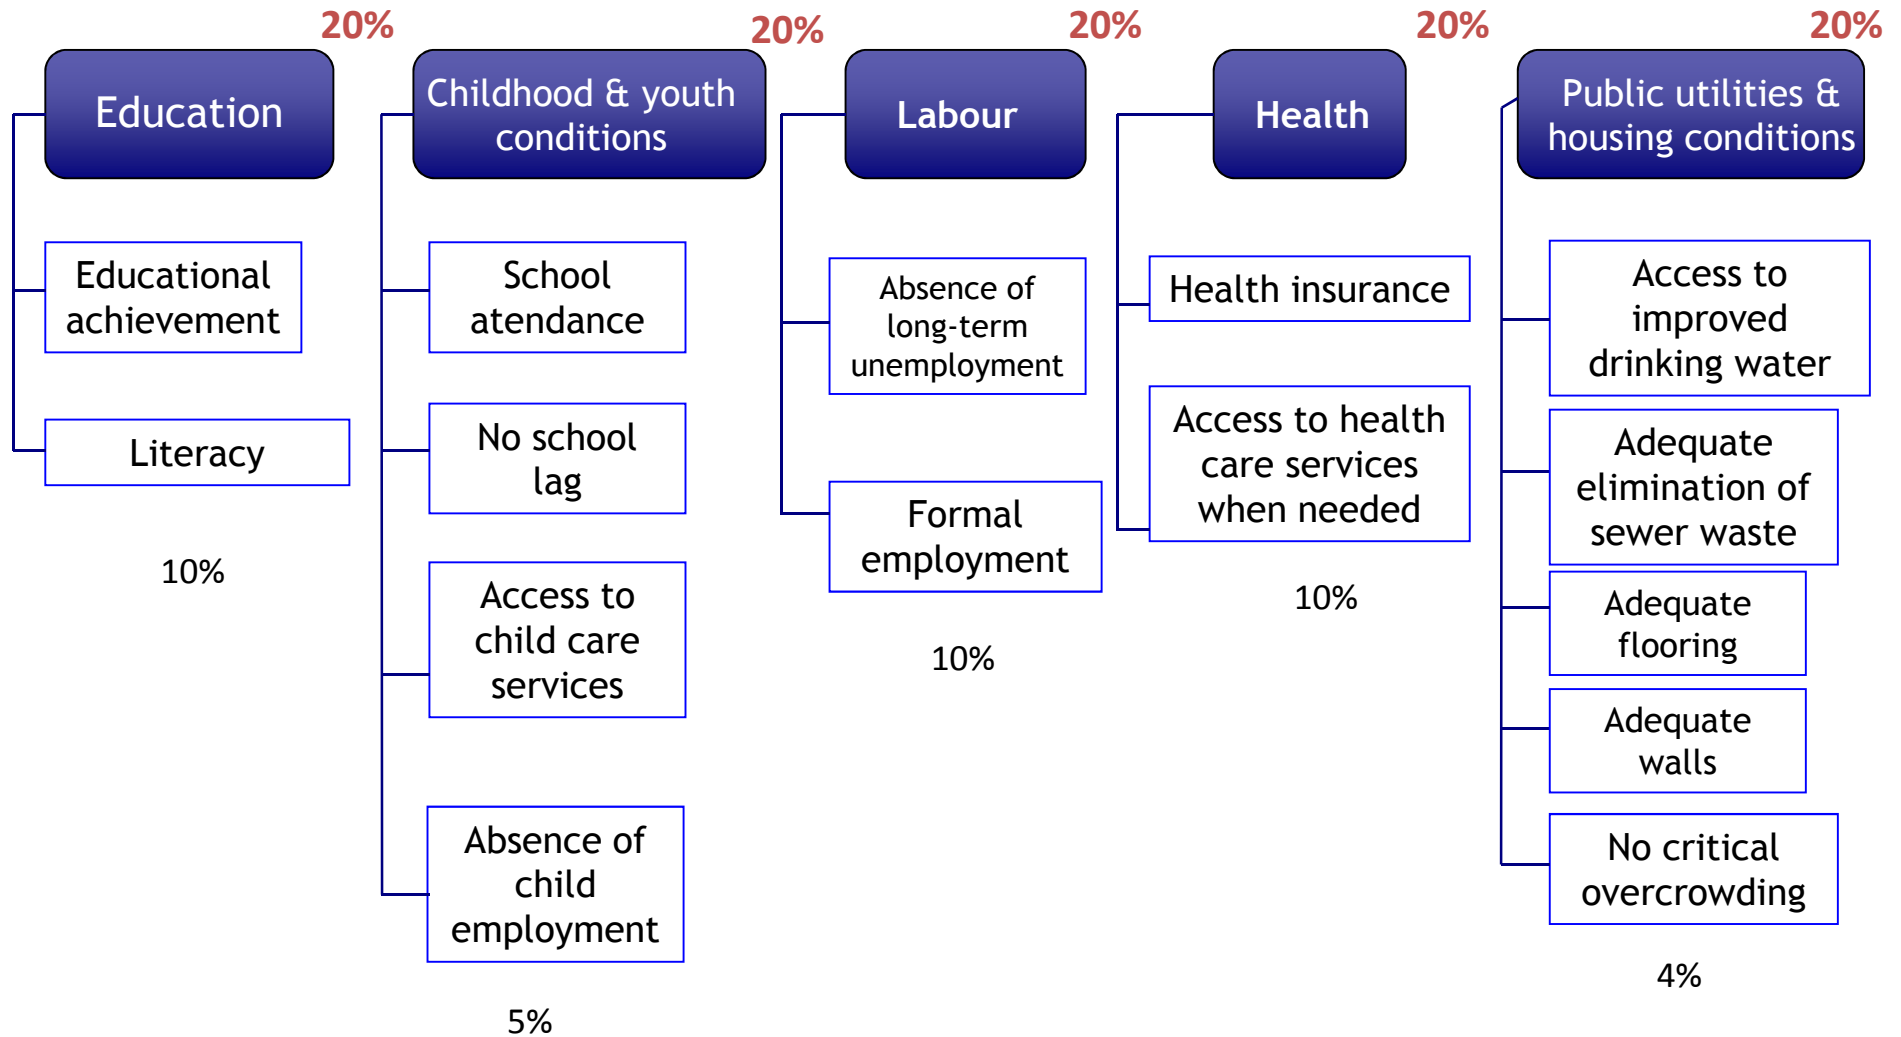 20%
Education
Educational
achievement
Literacy
10%
20%
Childhood & youth
conditions
School
atendance
No school
lag
Access to
child care
services
Absence of
child
employment
5%
20%
Labour
Absence of
long-term
unemployment
Formal
employment
10%
20%
Health
Health insurance
Access to health
care services
when needed
10%
20%
Public utilities &
housing conditions
Access to
improved
drinking water
Adequate
elimination of
sewer waste
Adequate
flooring
Adequate
walls
No critical
overcrowding
4%